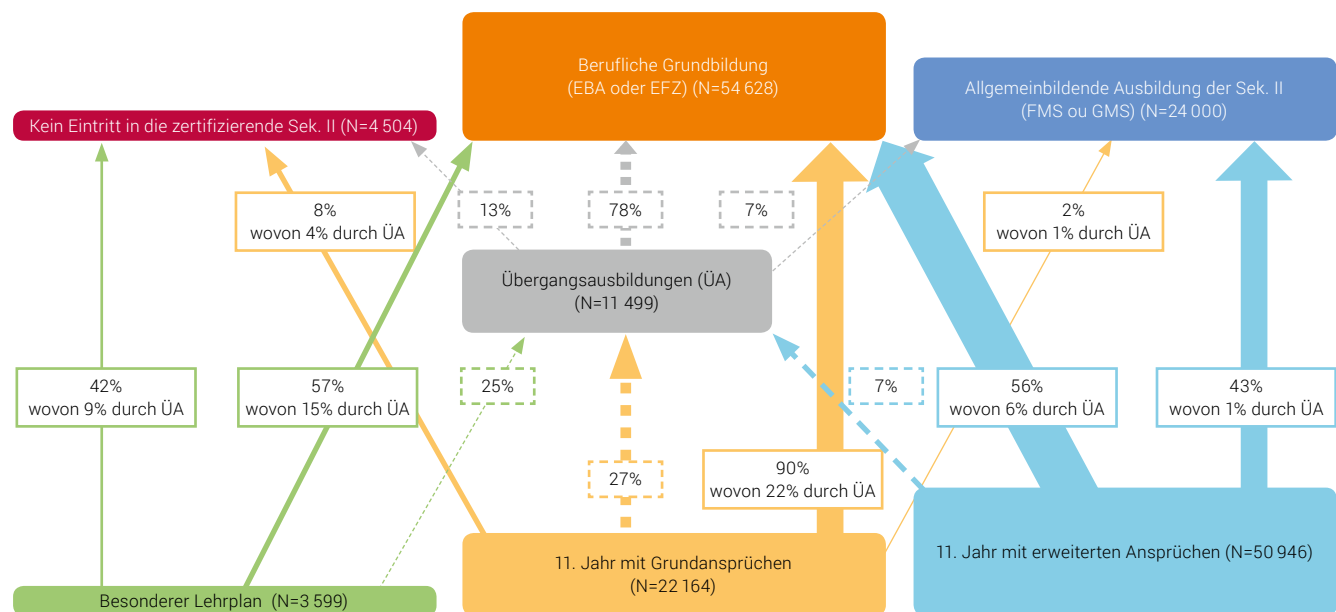 Berufliche Grundbildung
(EBA oder EFZ) (N=54 628)
Allgemeinbildende Ausbildung der Sek. II
(FMS ou GMS) (N=24 000)
Kein Eintritt in die zertifizierende Sek. II (N=4 504)
8%
wovon 4% durch ÜA
13%
78%
7%
2%
wovon 1% durch ÜA
Übergangsausbildungen (ÜA)
(N=11 499)
42%
wovon 9% durch ÜA
57%
wovon 15% durch ÜA
25%
7%
56%
wovon 6% durch ÜA
43%
wovon 1% durch ÜA
27%
90%
wovon 22% durch ÜA
11. Jahr mit erweiterten Ansprüchen (N=50 946)
11. Jahr mit Grundansprüchen
(N=22 164)
Besonderer Lehrplan (N=3 599)